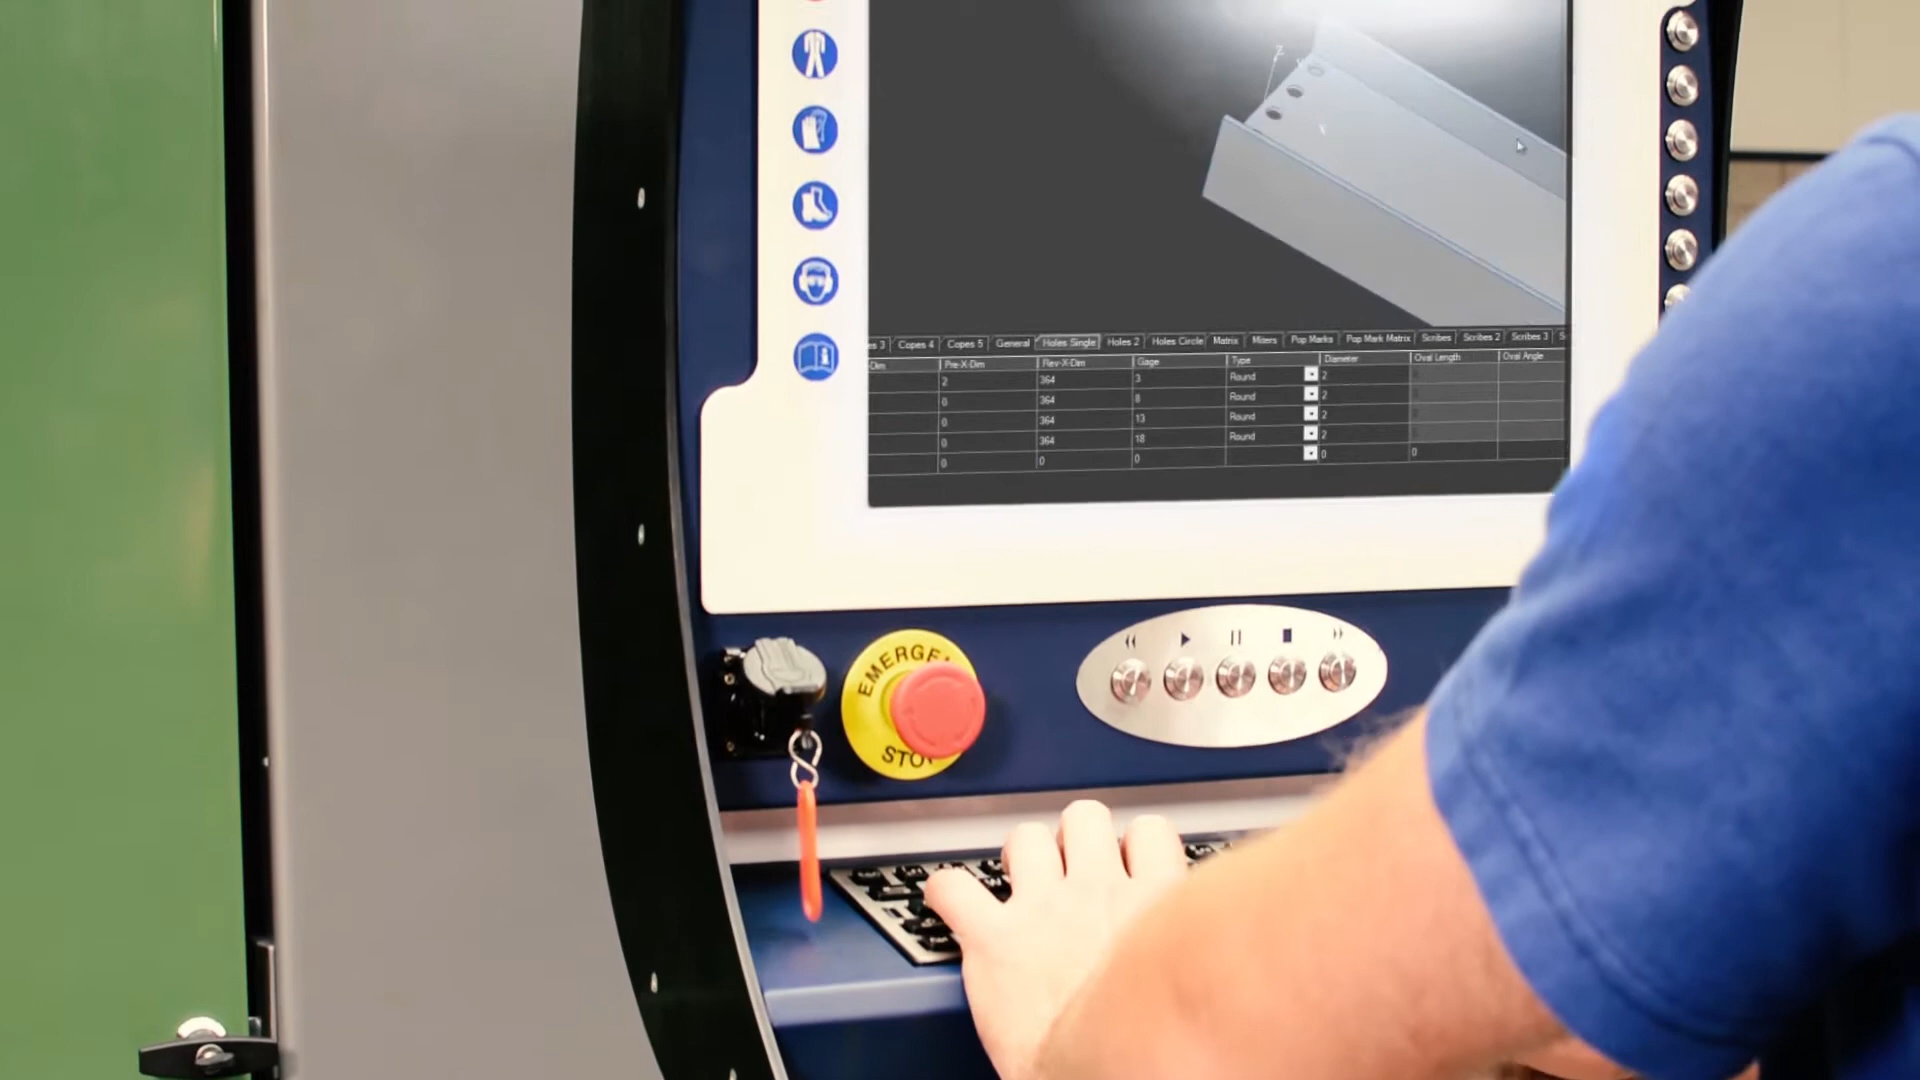 Z
es 3 Copes 4 Copes 5 General Holes Single Holes 2 Holes Circle Matrix Miters Pop Marks Pop Mark Matrix Scribes Scribes 2 Scribes 3 S
-Dim Pre-X-Dim Rev-X-Dim Gage Type Diameter Oval Length Oval Angle
2 364 3 Round 2
0 364 8 Round 2
0 364 13 Round 2
0 364 18 Round 2
0 0 0 0 0
EMERGE
STO